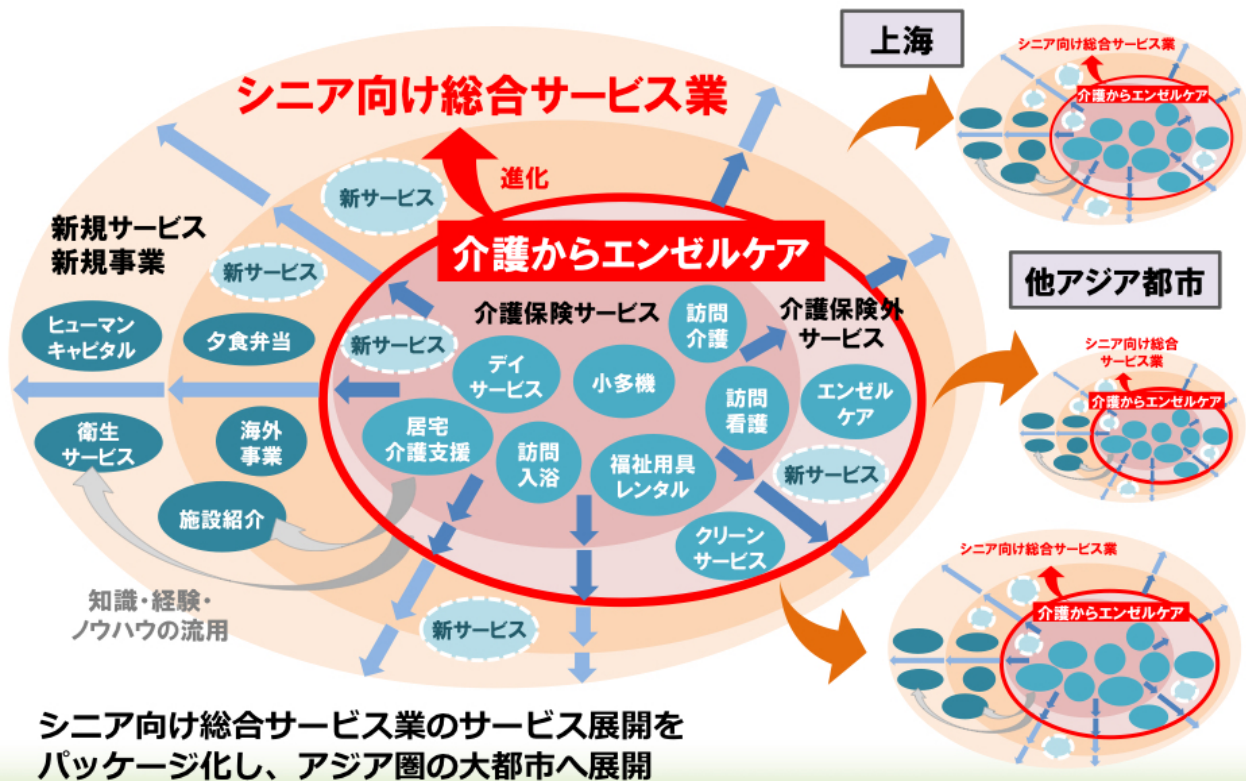 上海
シニア向け総合サービス業
進化
新サービス
介護からエンゼルケア
新規サービス
新規事業
新サービス
ヒューマン
キャピタル
夕食弁当
新サービス
介護保険サービス
訪問
介護
介護保険外
サービス
デイ
サービス
小多機
訪問
看護
エンゼル
ケア
衛生
サービス
海外
事業
居宅
介護支援
訪問
入浴
福祉用具
レンタル
新サービス
施設紹介
クリーン
サービス
知識・経験・
ノウハウの流用
新サービス
シニア向け総合サービス業
介護からエンゼルケア
他アジア都市
シニア向け総合
サービス業
介護からエンゼルケア
シニア向け総合サービス業
介護からエンゼルケア
シニア向け総合サービス業のサービス展開を
パッケージ化し、アジア圏の大都市へ展開